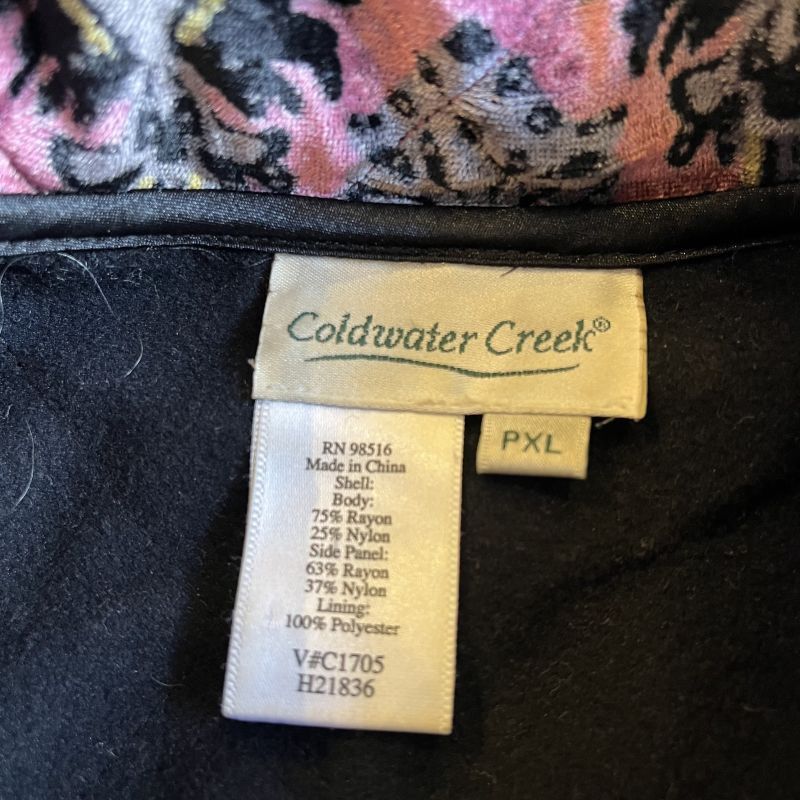 Coldwater Creek®
PXL
RN 98516
Made in China
Shell:
Body:
75% Rayon
25% Nylon
Side Panel:
63% Rayon
37% Nylon
Lining:
100% Polyester
V#C1705
H21836